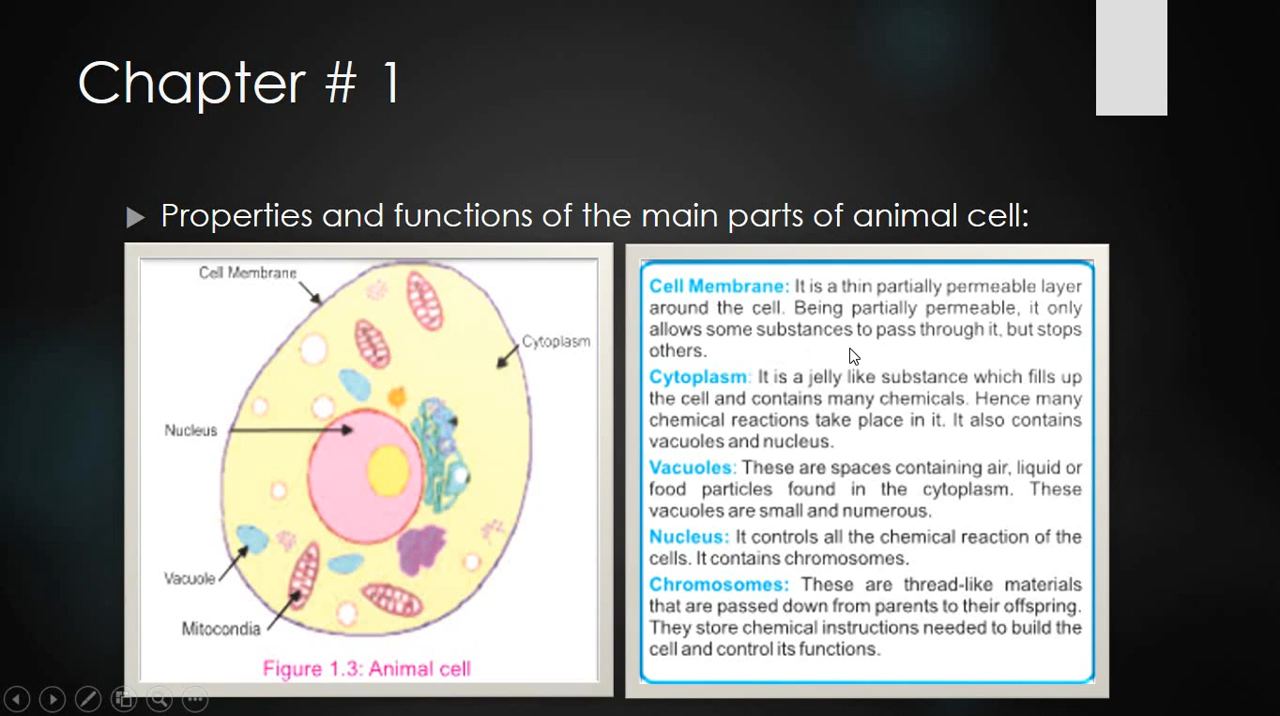 Chapter # 1
Properties and functions of the main parts of animal cell:
Cell Membrane
Cytoplasm
Nucleus
Vacuole
Mitocondia
Figure 1.3: Animal cell
Cell Membrane: It is a thin partially permeable layer
around the cell. Being partially permeable, it only
allows some substances to pass through it, but stops
others.
Cytoplasm: It is a jelly like substance which fills up
the cell and contains many chemicals. Hence many
chemical reactions take place in it. It also contains
vacuoles and nucleus.
Vacuoles: These are spaces containing air, liquid or
food particles found in the cytoplasm. These
vacuoles are small and numerous.
Nucleus: It controls all the chemical reaction of the
cells. It contains chromosomes.
Chromosomes: These are thread-like materials
that are passed down from parents to their offspring.
They store chemical instructions needed to build the
cell and control its functions.